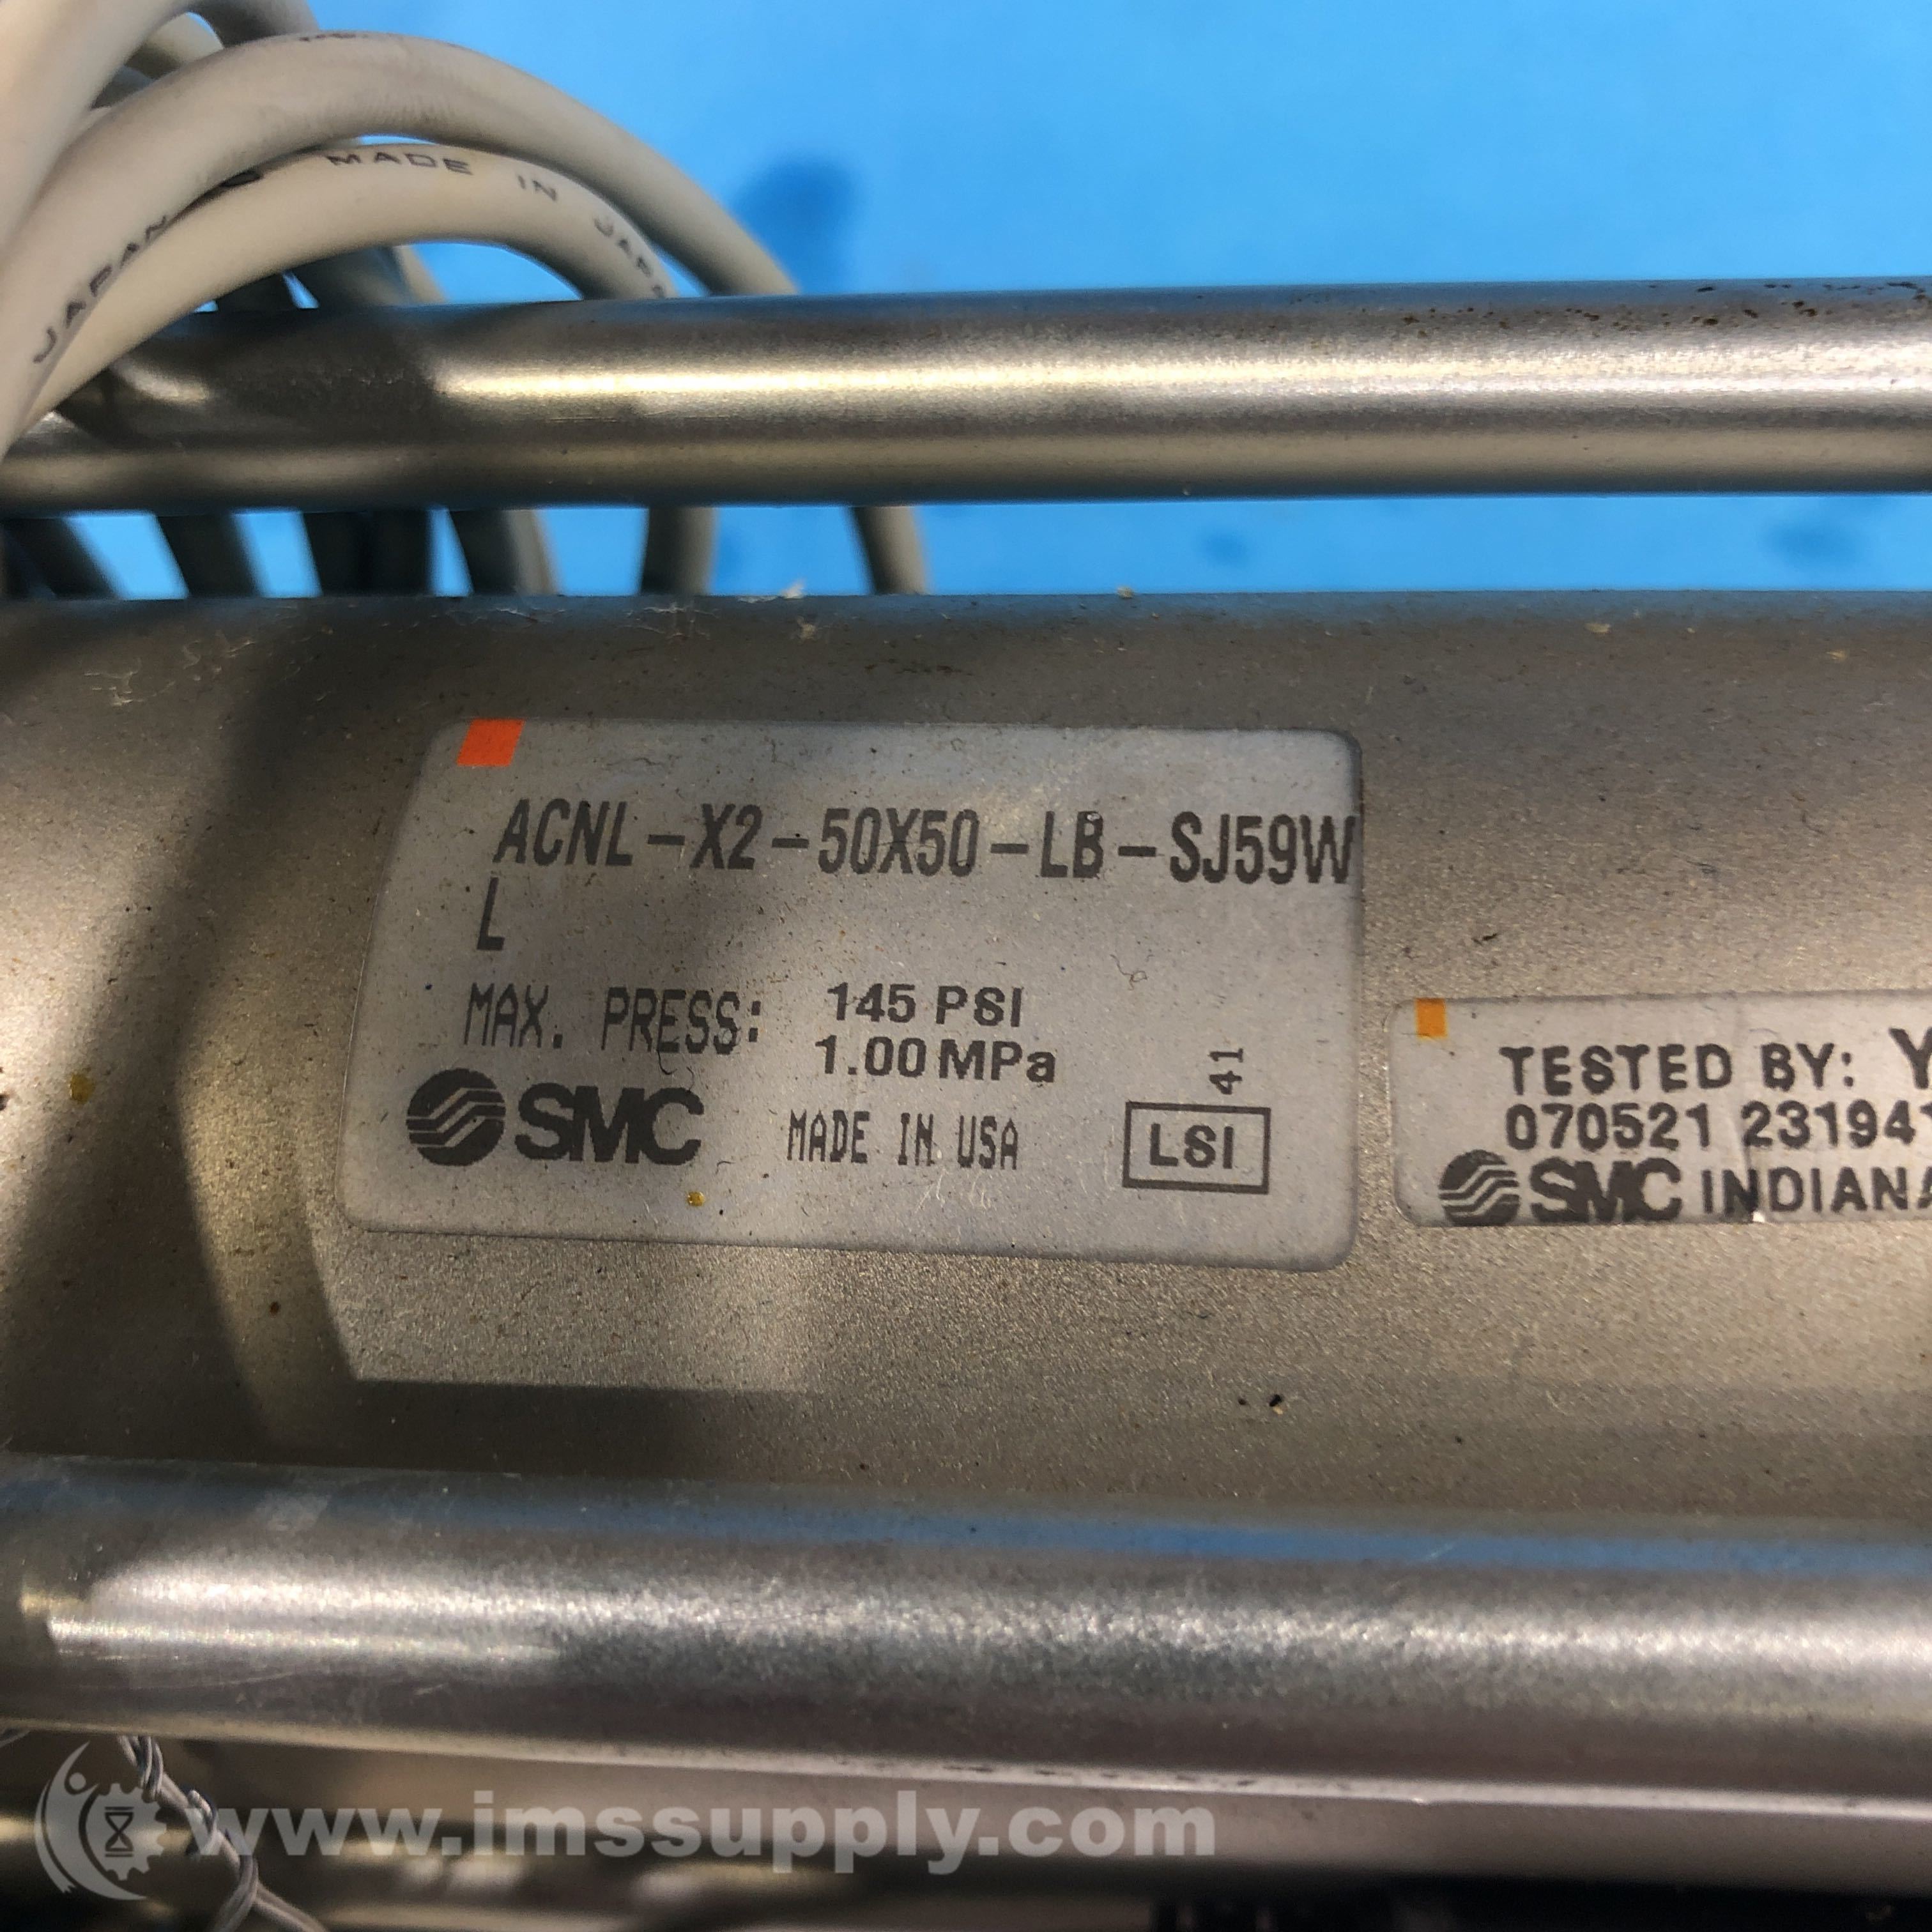 MADE IN JAPA
JAPAN
ACNL-X2-50X50-LB-SJ59W
L
MAX. PRESS: 145 PSI
1.00 MPa
41
SMC MADE IN USA LSI
TESTED BY: Y
070521 23194
SMC INDIANA
www.imssupply.com